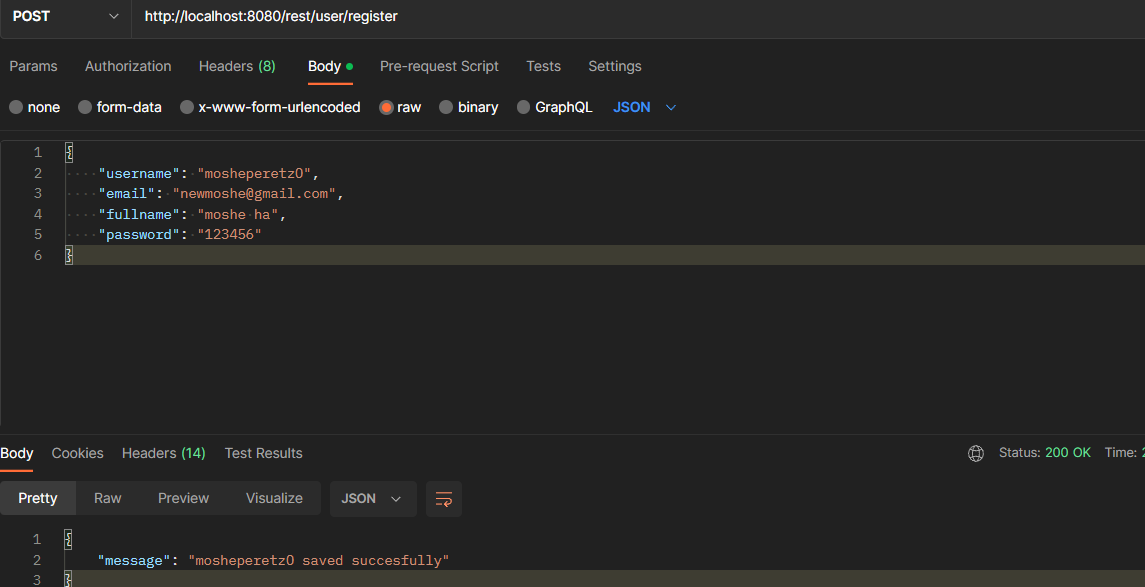 POST http://localhost:8080/rest/user/register
Params Authorization Headers (8) Body Pre-request Script Tests Settings
none form-data x-www-form-urlencoded raw binary GraphQL JSON
1 {
2 "username": "mosheperetzO",
3 "email": "newmoshe@gmail.com",
4 "fullname": "moshe ha",
5 "password": "123456"
6 }
Body Cookies Headers (14) Test Results Status: 200 OK Time:
Pretty Raw Preview Visualize JSON
1 {
2 "message": "mosheperetzO saved succesfully"
3 }